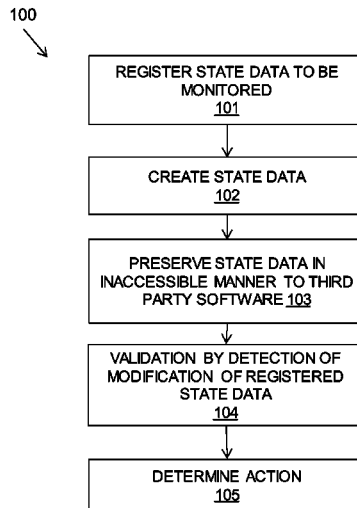 100
REGISTER STATE DATA TO BE
MONITORED
101
CREATE STATE DATA
102
PRESERVE STATE DATA IN
INACCESSIBLE MANNER TO THIRD
PARTY SOFTWARE 103
VALIDATION BY DETECTION OF
MODIFICATION OF REGISTERED
STATE DATA
104
DETERMINE ACTION
105